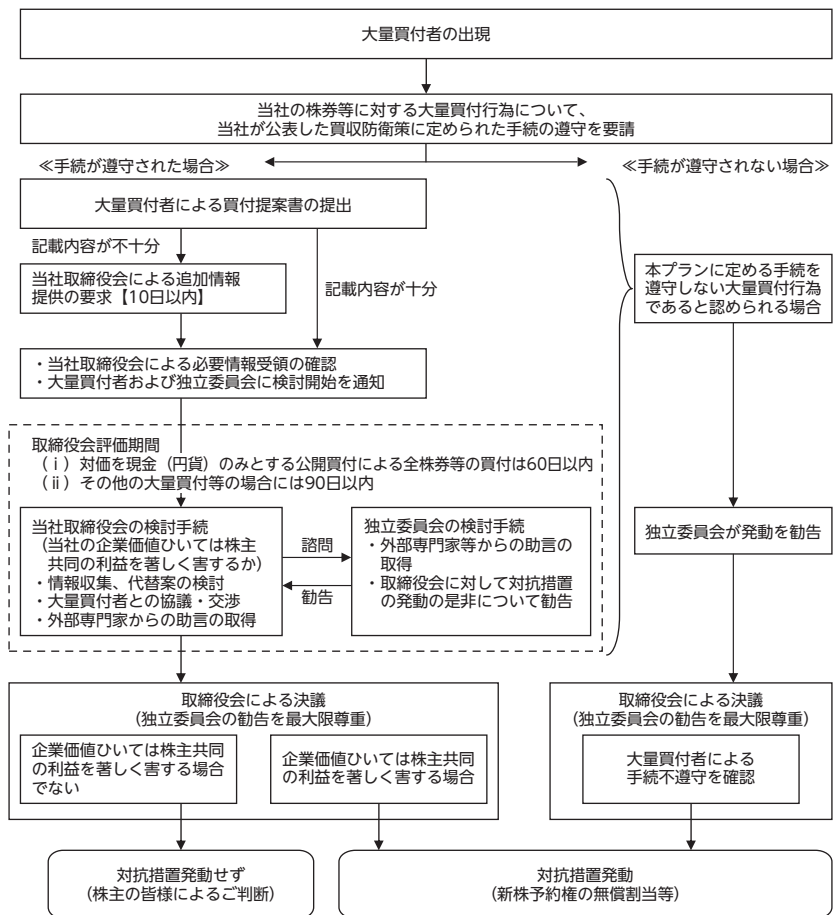 大量買付者の出現
当社の株券等に対する大量買付行為について、
当社が公表した買収防衛策に定められた手続の遵守を要請
≪手続が遵守された場合≫
≪手続が遵守されない場合≫
大量買付者による買付提案書の提出
記載内容が不十分
当社取締役会による追加情報
提供の要求【10日以内】
記載内容が十分
本プランに定める手続を
遵守しない大量買付行為
であると認められる場合
・当社取締役会による必要情報受領の確認
・大量買付者および独立委員会に検討開始を通知
取締役会評価期間
(ⅰ)対価を現金(円貨)のみとする公開買付による全株券等の買付は60日以内
(ⅱ)その他の大量買付等の場合には90日以内
当社取締役会の検討手続
(当社の企業価値ひいては株主
共同の利益を著しく害するか)
・情報収集、代替案の検討
・大量買付者との協議・交渉
・外部専門家からの助言の取得
諮問
勧告
独立委員会の検討手続
・外部専門家等からの助言の
取得
・取締役会に対して対抗措置
の発動の是非について勧告
独立委員会が発動を勧告
取締役会による決議
(独立委員会の勧告を最大限尊重)
企業価値ひいては株主共同
の利益を著しく害する場合
でない
企業価値ひいては株主共同
の利益を著しく害する場合
取締役会による決議
(独立委員会の勧告を最大限尊重)
大量買付者による
手続不遵守を確認
対抗措置発動せず
(株主の皆様によるご判断)
対抗措置発動
(新株予約権の無償割当等)